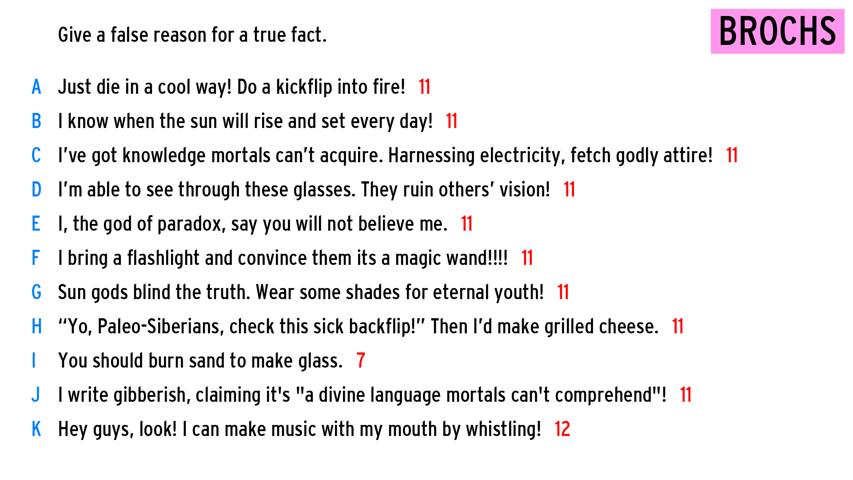 Give a false reason for a true fact.
BROCHS
A Just die in a cool way! Do a kickflip into fire! 11
B I know when the sun will rise and set every day! 11
C I've got knowledge mortals can't acquire. Harnessing electricity, fetch godly attire! 11
D I'm able to see through these glasses. They ruin others' vision! 11
E I, the god of paradox, say you will not believe me. 11
F I bring a flashlight and convince them its a magic wand!!!! 11
G Sun gods blind the truth. Wear some shades for eternal youth! 11
H “Yo, Paleo-Siberians, check this sick backflip!” Then I'd make grilled cheese. 11
I You should burn sand to make glass. 7
J I write gibberish, claiming it's "a divine language mortals can't comprehend"! 11
K Hey guys, look! I can make music with my mouth by whistling! 12